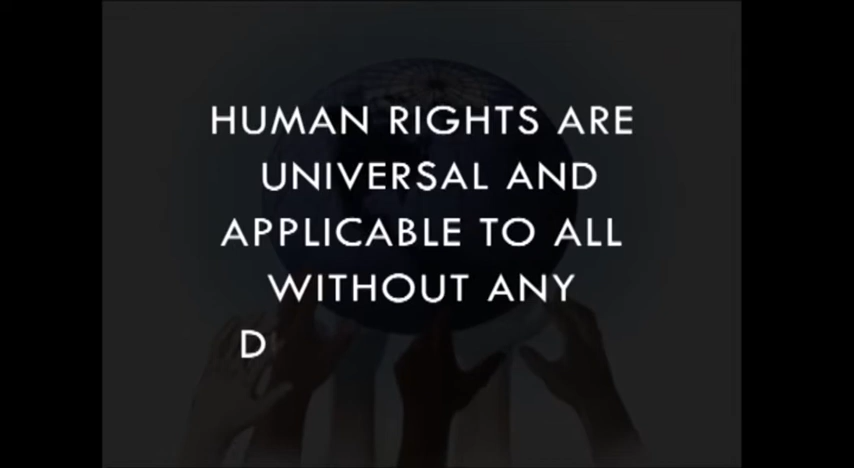 HUMAN RIGHTS ARE
UNIVERSAL AND
APPLICABLE TO ALL
WITHOUT ANY
D